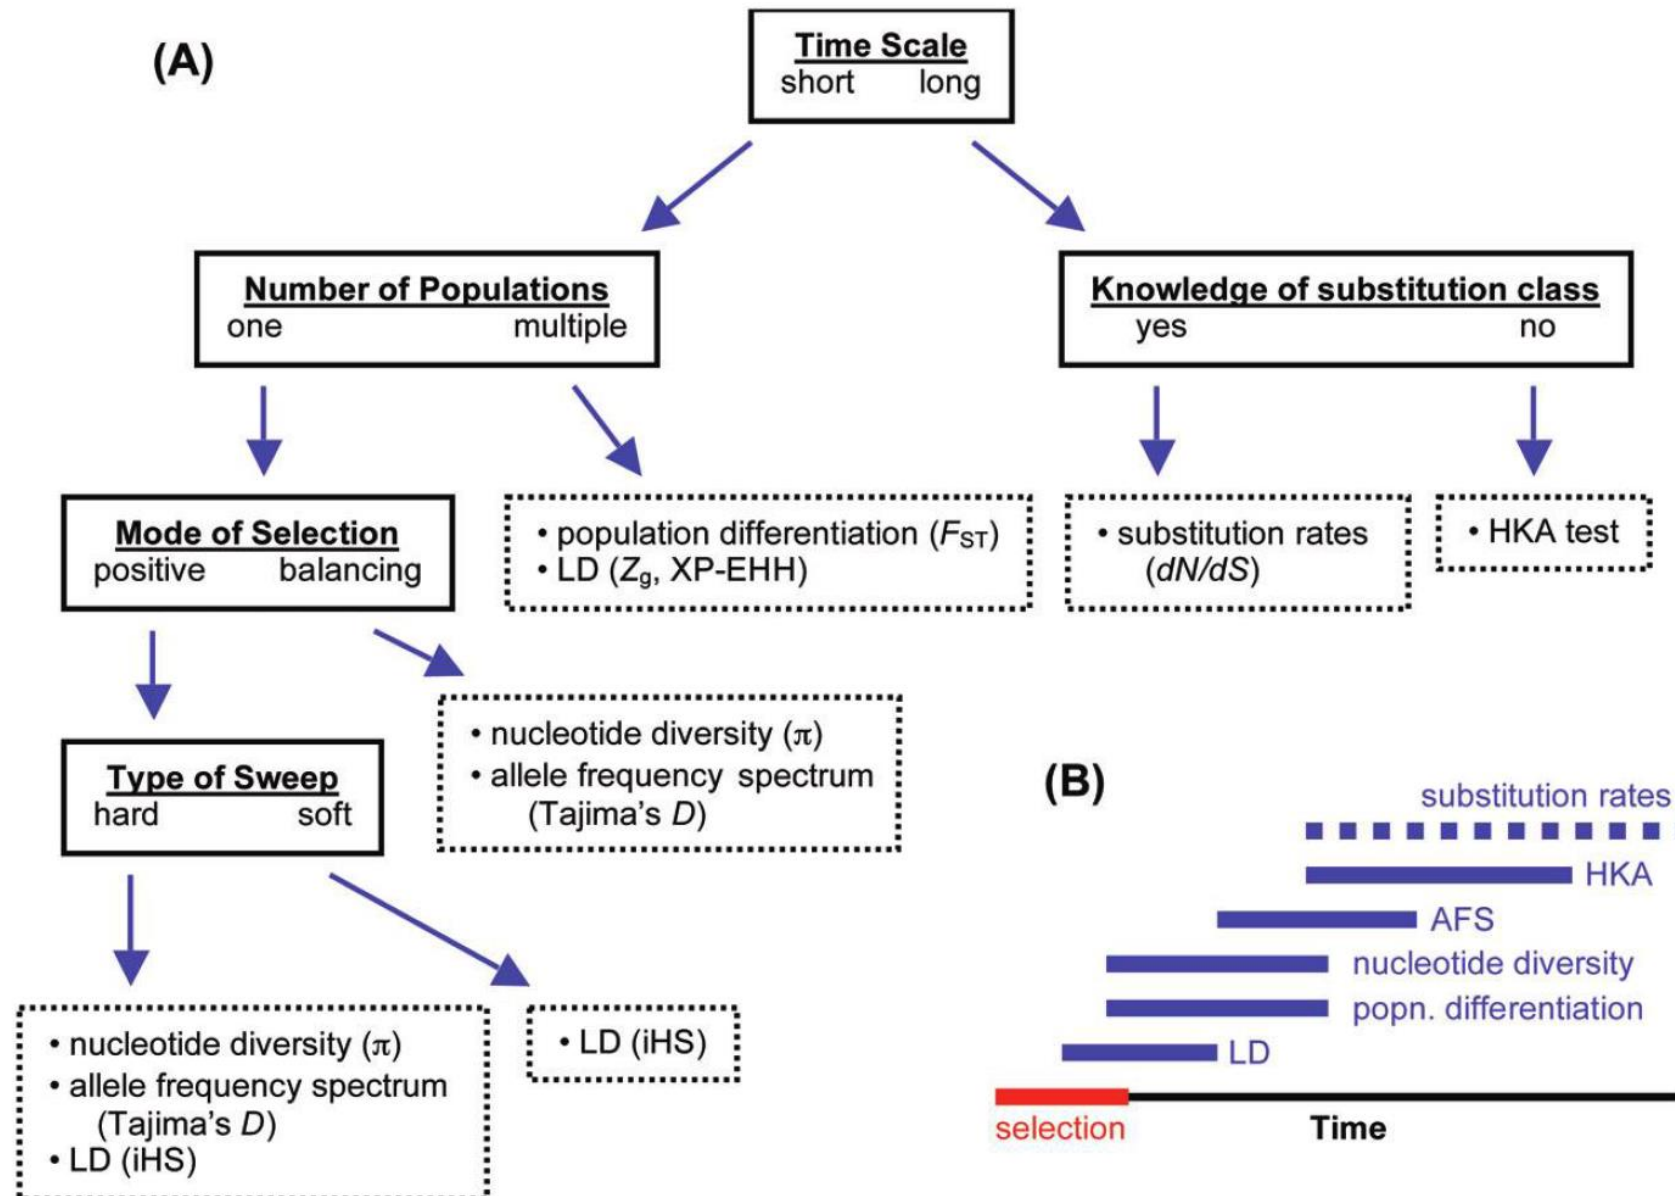 (A)
Time Scale
short long
Number of Populations
one multiple
Knowledge of substitution class
yes no
Mode of Selection
positive balancing
• population differentiation (FST)
• LD (Zg, XP-EHH)
• substitution rates
(dN/dS)
• HKA test
Type of Sweep
hard soft
• nucleotide diversity (π)
• allele frequency spectrum
(Tajima’s D)
• nucleotide diversity (π)
• allele frequency spectrum
(Tajima’s D)
• LD (iHS)
• LD (iHS)
(B)
substitution rates
HKA
AFS
nucleotide diversity
popn. differentiation
LD
selection
Time